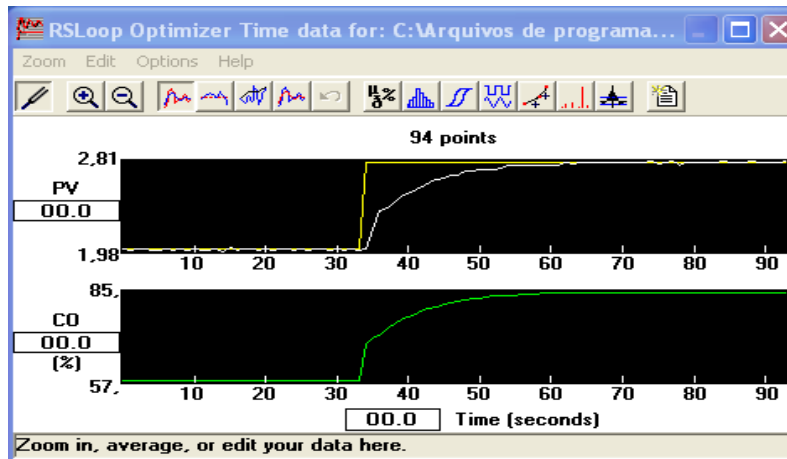 RSLoop Optimizer Time data for: C:\Arquivos de programa...
Zoom Edit Options Help
94 points
2,81
PV
00.0
1,98
10 20 30 40 50 60 70 80 90
85,
CO
00.0
(%)
57,
10 20 30 40 50 60 70 80 90
00.0 Time (seconds)
Zoom in, average, or edit your data here.